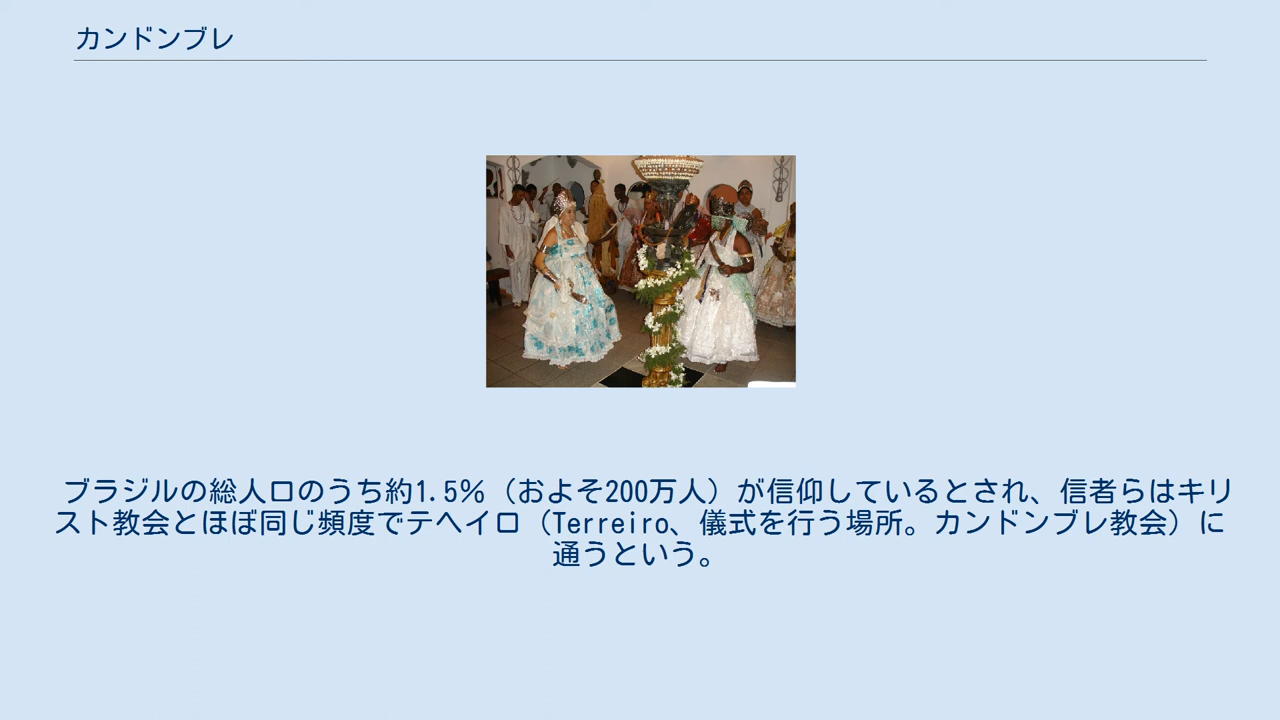 カンドンブレ
ブラジルの総人口のうち約1.5%（およそ200万人）が信仰しているとされ、信者らはキリ
スト教会とほぼ同じ頻度でテヘイロ（Terreiro、儀式を行う場所。カンドンブレ教会）に
通うという。